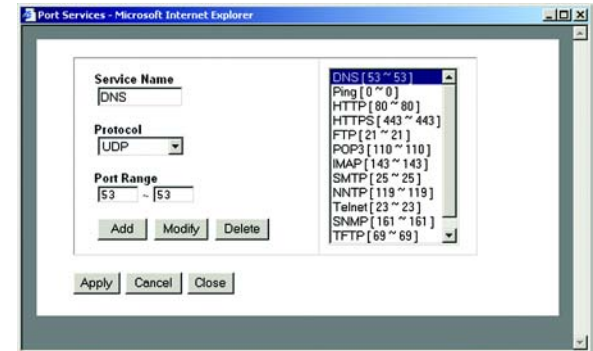 Port Services - Microsoft Internet Explorer
Service Name
DNS
Protocol
UDP
Port Range
53 ~ 53
Add Modify Delete
DNS [ 53 ~ 53 ]
Ping [ 0 ~ 0 ]
HTTP [ 80 ~ 80 ]
HTTPS [ 443 ~ 443 ]
FTP [ 21 ~ 21 ]
POP3 [ 110 ~ 110 ]
IMAP [ 143 ~ 143 ]
SMTP [ 25 ~ 25 ]
NNTP [ 119 ~ 119 ]
Telnet [ 23 ~ 23 ]
SNMP [ 161 ~ 161 ]
TFTP [ 69 ~ 69 ]
Apply Cancel Close